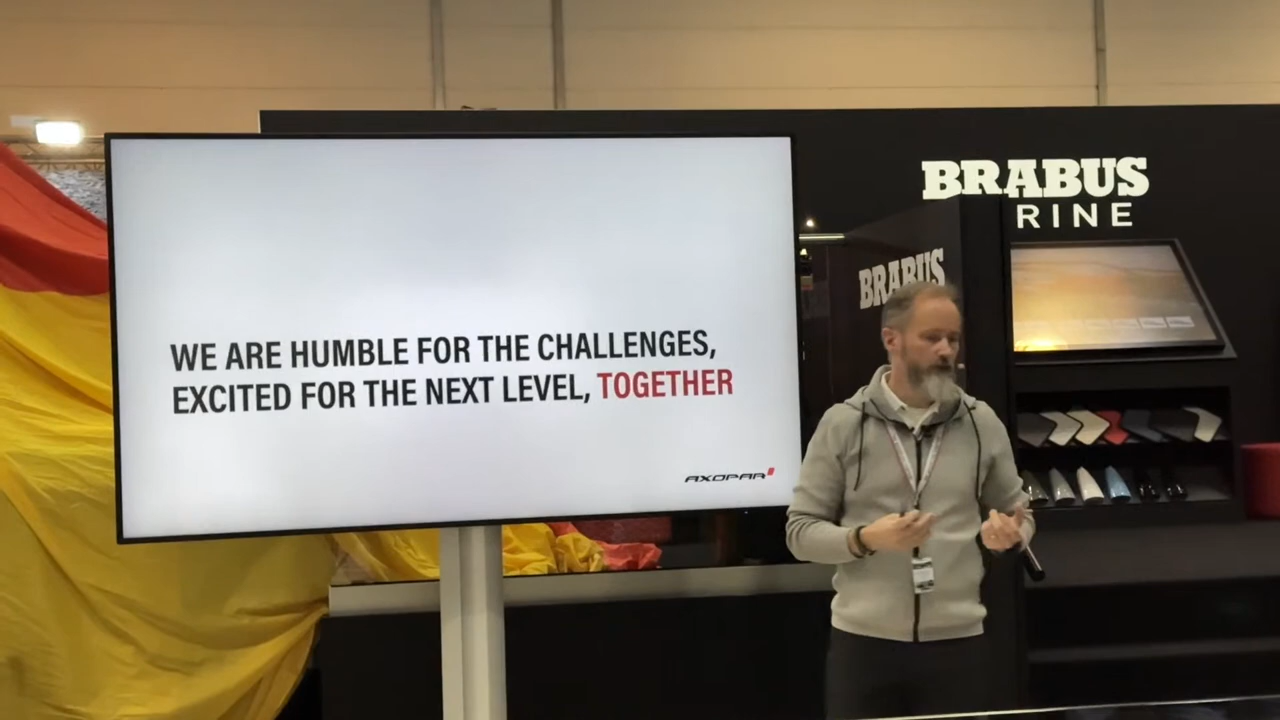 WE ARE HUMBLE FOR THE CHALLENGES,
EXCITED FOR THE NEXT LEVEL, TOGETHER
AXOPAR
BRABUS
RINE
BRABUS